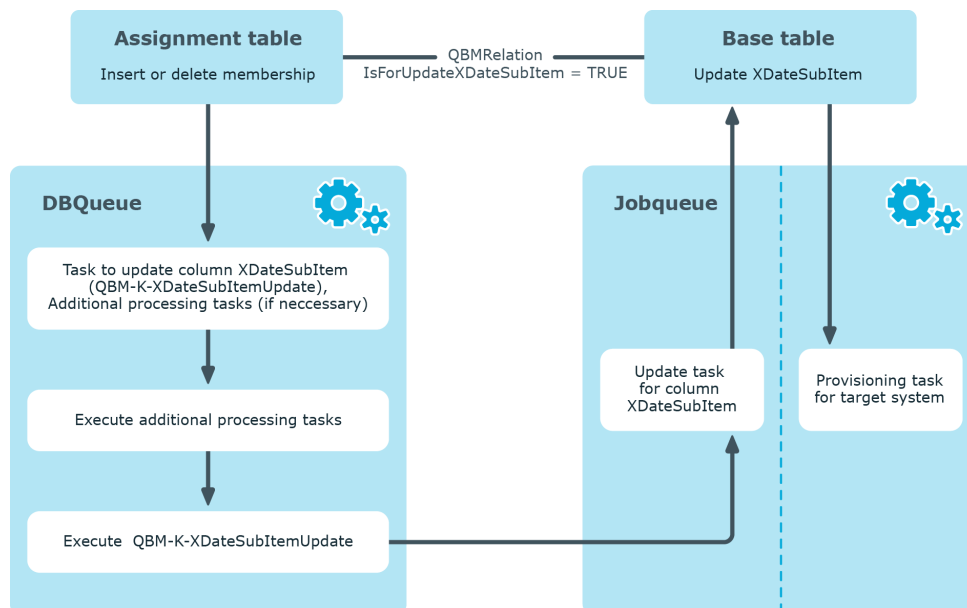 Assignment table
Insert or delete membership
QBMRelation
IsForUpdateXDateSubItem = TRUE
Base table
Update XDateSubItem
DBQueue
Task to update column XDateSubItem
(QBM-K-XDateSubItemUpdate),
Additional processing tasks (if neccessary)
Execute additional processing tasks
Execute QBM-K-XDateSubItemUpdate
Jobqueue
Update task
for column
XDateSubItem
Provisioning task
for target system